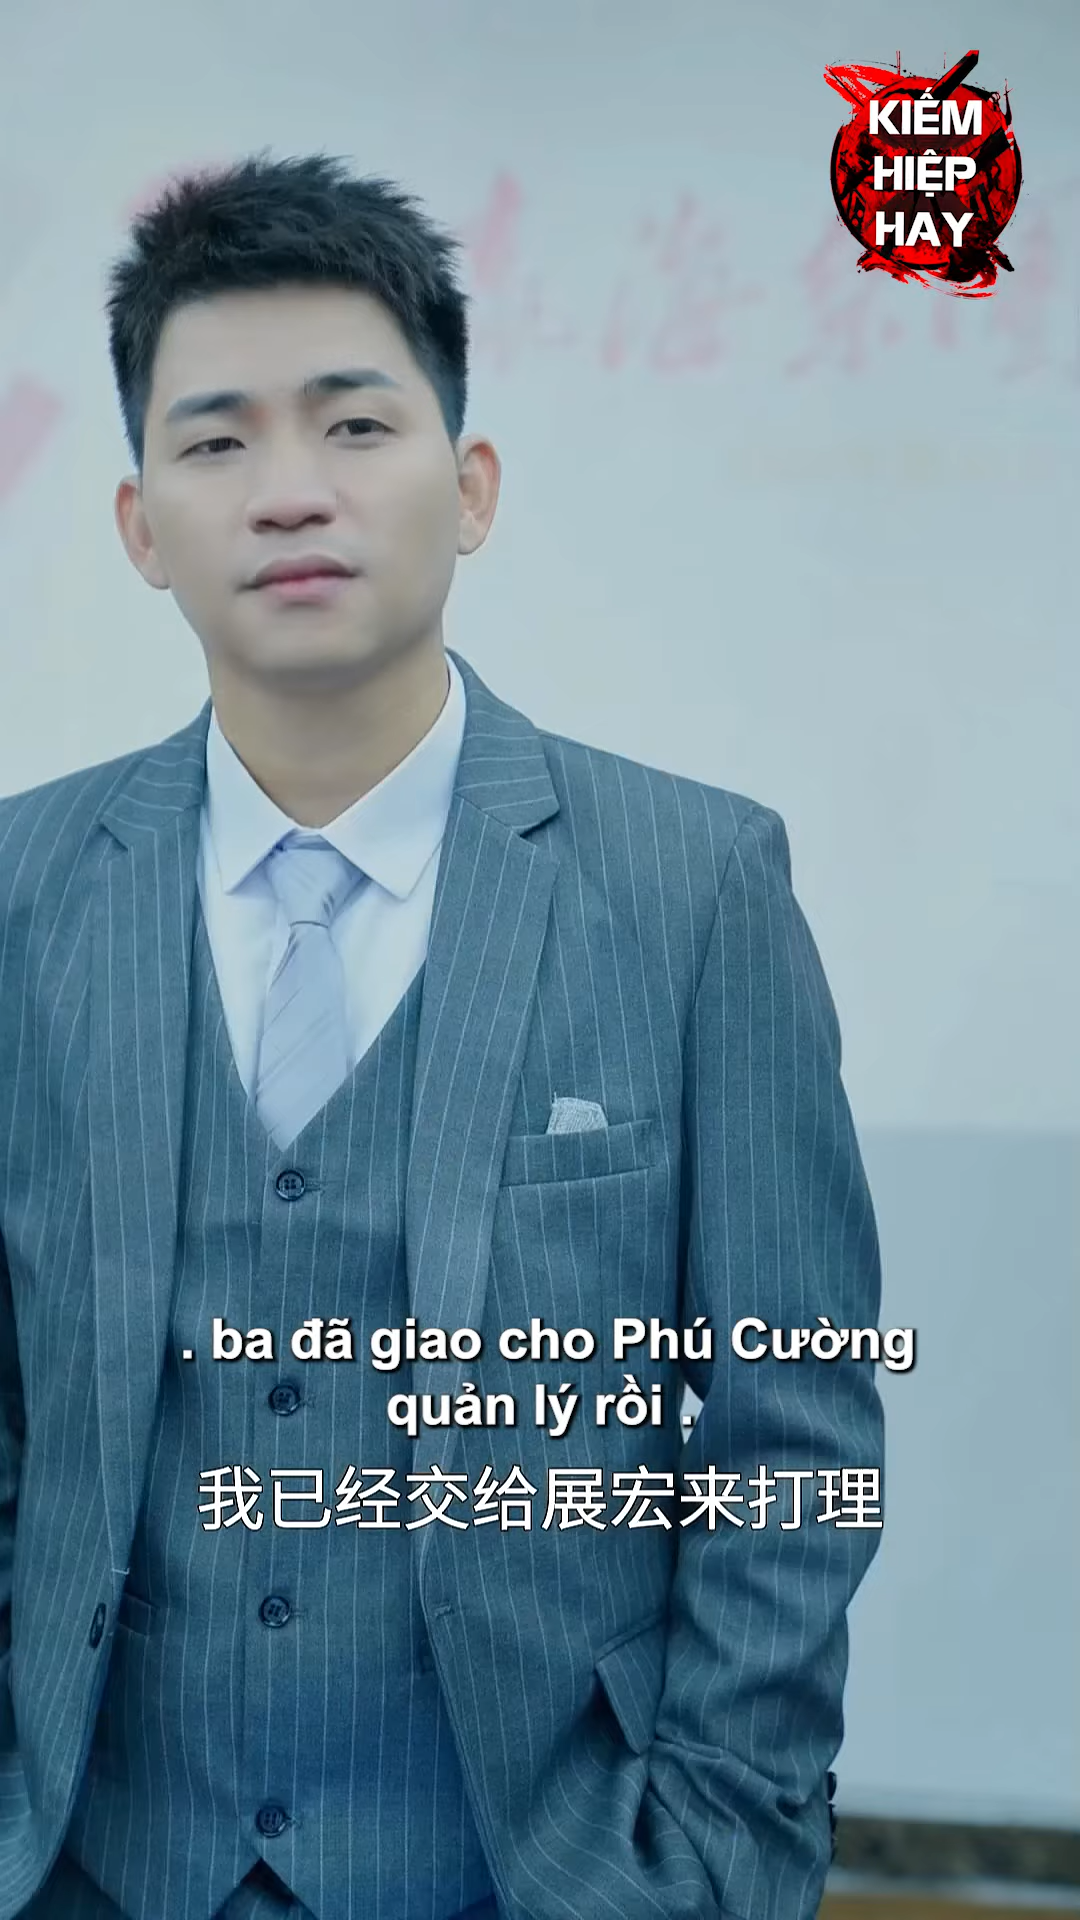 KIẾM
HIỆP
HAY
. ba đã giao cho Phú Cường
quản lý rồi .
我已经交给展宏来打理